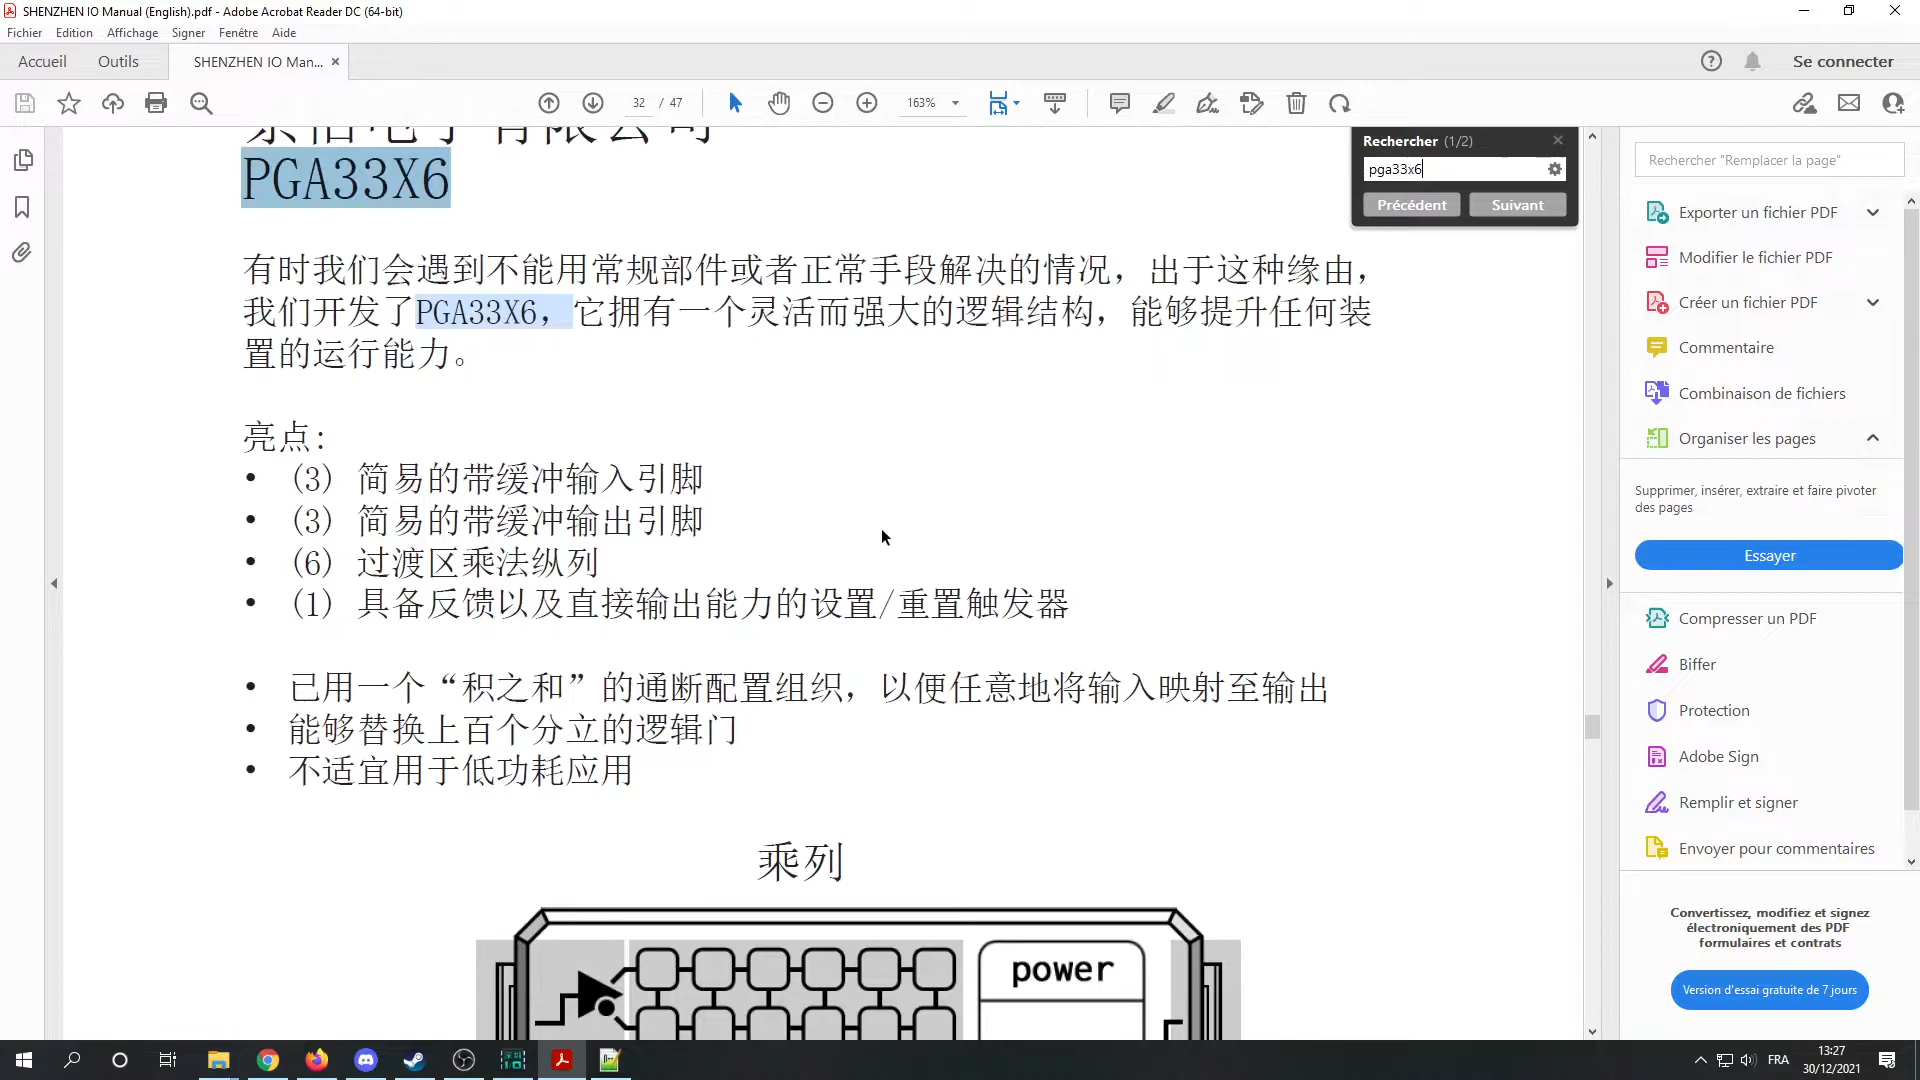 SHENZHEN IO Manual (English).pdf - Adobe Acrobat Reader DC (64-bit)
Fichier Edition Affichage Signer Fenêtre Aide
Accueil Outils SHENZHEN IO Man... × Se connecter
32 / 47 163%
Rechercher (1/2)
pga33x6
Précédent Suivant
有限公司
PGA33X6
有时我们会遇到不能用常规部件或者正常手段解决的情况，出于这种缘由，
我们开发了PGA33X6，它拥有一个灵活而强大的逻辑结构，能够提升任何装
置的运行能力。
亮点：
• (3) 简易的带缓冲输入引脚
• (3) 简易的带缓冲输出引脚
• (6) 过渡区乘法纵列
• (1) 具备反馈以及直接输出能力的设置/重置触发器
• 己用一个“积之和”的通断配置组织，以便任意地将输入映射至输出
• 能够替换上百个分立的逻辑门
• 不适宜用于低功耗应用
乘列
power
Rechercher "Remplacer la page"
Exporter un fichier PDF
Modifier le fichier PDF
Créer un fichier PDF
Commentaire
Combinaison de fichiers
Organiser les pages
Supprimer, insérer, extraire et faire pivoter
des pages
Essayer
Compresser un PDF
Biffer
Protection
Adobe Sign
Remplir et signer
Envoyer pour commentaires
Convertissez, modifiez et signez
électroniquement des PDF
formulaires et contrats
Version d'essai gratuite de 7 jours
深圳
I/O
FRA
13:27
30/12/2021